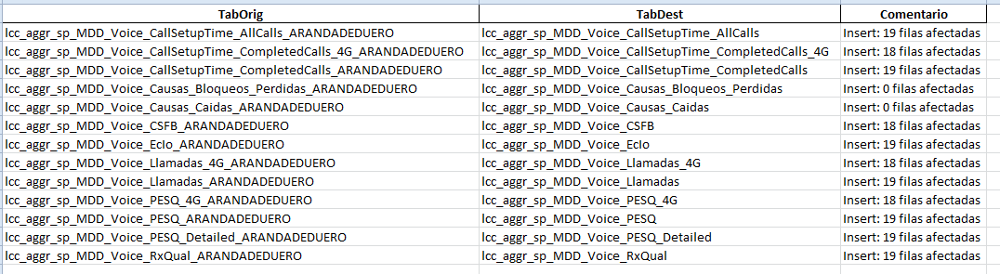 TabOrig TabDest Comentario
lcc_aggr_sp_MDD_Voice_CallSetupTime_AllCalls_ARANDADEDUERO lcc_aggr_sp_MDD_Voice_CallSetupTime_AllCalls Insert: 19 filas afectadas
lcc_aggr_sp_MDD_Voice_CallSetupTime_CompletedCalls_4G_ARANDADEDUERO lcc_aggr_sp_MDD_Voice_CallSetupTime_CompletedCalls_4G Insert: 18 filas afectadas
lcc_aggr_sp_MDD_Voice_CallSetupTime_CompletedCalls_ARANDADEDUERO lcc_aggr_sp_MDD_Voice_CallSetupTime_CompletedCalls Insert: 19 filas afectadas
lcc_aggr_sp_MDD_Voice_Causas_Bloqueos_Perdidas_ARANDADEDUERO lcc_aggr_sp_MDD_Voice_Causas_Bloqueos_Perdidas Insert: 0 filas afectadas
lcc_aggr_sp_MDD_Voice_Causas_Caidas_ARANDADEDUERO lcc_aggr_sp_MDD_Voice_Causas_Caidas Insert: 0 filas afectadas
lcc_aggr_sp_MDD_Voice_CSFB_ARANDADEDUERO lcc_aggr_sp_MDD_Voice_CSFB Insert: 18 filas afectadas
lcc_aggr_sp_MDD_Voice_EcIo_ARANDADEDUERO lcc_aggr_sp_MDD_Voice_EcIo Insert: 19 filas afectadas
lcc_aggr_sp_MDD_Voice_Llamadas_4G_ARANDADEDUERO lcc_aggr_sp_MDD_Voice_Llamadas_4G Insert: 18 filas afectadas
lcc_aggr_sp_MDD_Voice_Llamadas_ARANDADEDUERO lcc_aggr_sp_MDD_Voice_Llamadas Insert: 19 filas afectadas
lcc_aggr_sp_MDD_Voice_PESQ_4G_ARANDADEDUERO lcc_aggr_sp_MDD_Voice_PESQ_4G Insert: 18 filas afectadas
lcc_aggr_sp_MDD_Voice_PESQ_ARANDADEDUERO lcc_aggr_sp_MDD_Voice_PESQ Insert: 19 filas afectadas
lcc_aggr_sp_MDD_Voice_PESQ_Detailed_ARANDADEDUERO lcc_aggr_sp_MDD_Voice_PESQ_Detailed Insert: 19 filas afectadas
lcc_aggr_sp_MDD_Voice_RxQual_ARANDADEDUERO lcc_aggr_sp_MDD_Voice_RxQual Insert: 19 filas afectadas